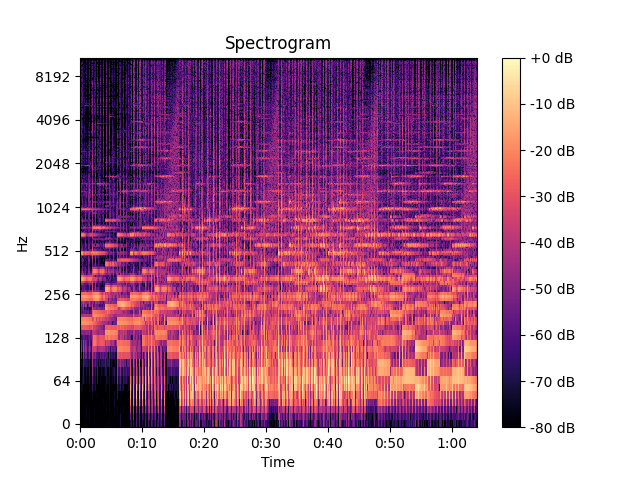 Spectrogram
8192
4096
2048
1024
512
256
128
64
0
Hz
0:00
0:10
0:20
0:30
0:40
0:50
1:00
Time
+0 dB
-10 dB
-20 dB
-30 dB
-40 dB
-50 dB
-60 dB
-70 dB
-80 dB